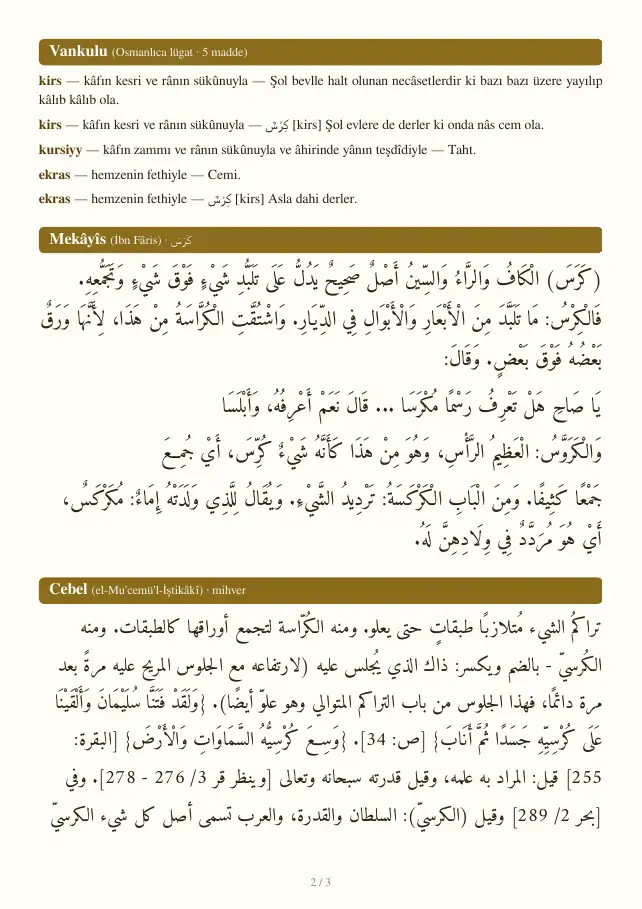 Vankulu (Osmanlıca lügat · 5 madde)
kirs — kâfın kesri ve rânın sükûnuyla — Şol bevlle halt olunan necâsetlerdir ki bazı bazı üzere yayılıp
kâlıb kâlıb ola.
kirs — kâfın kesri ve rânın sükûnuyla — كِرْسٌ [kirs] Şol evlere de derler ki onda nâs cem ola.
kursiyy — kâfın zammı ve rânın sükûnuyla ve âhirinde yânın teşdîdiyle — Taht.
ekras — hemzenin fethiyle — Cemi.
ekras — hemzenin fethiyle — كِرْسٌ [kirs] Asla dahi derler.
Mekâyîs (İbn Fâris) · كَرَسَ
(كَرَسَ) الْكَافُ وَالرَّاءُ وَالسِّينُ أَصْلٌ صَحِيحٌ يَدُلُّ عَلَى تَلَبُّدِ شَيْءٍ فَوْقَ شَيْءٍ وَتَجَمُّعِهِ.
فَالْكِرْسُ: مَا تَلَبَّدَ مِنَ الْأَبْعَارِ وَالْأَبْوَالِ فِي الدِّيَارِ. وَاشْتُقَّتِ الْكُرَّاسَةُ مِنْ هَذَا، لِأَنَّهَا وَرَقٌ
بَعْضُهُ فَوْقَ بَعْضٍ. وَقَالَ:
يَا صَاحِ هَلْ تَعْرِفُ رَسْمًا مُكْرَسَا ... قَالَ نَعَمْ أَعْرِفُهُ، وَأَبْلَسَا
وَالْكَرَوَّسُ: الْعَظِيمُ الرَّأْسِ، وَهُوَ مِنْ هَذَا كَأَنَّهُ شَيْءٌ كُرِّسَ، أَيْ جُمِعَ
جَمْعًا كَثِيفًا. وَمِنَ الْبَابِ الْكَرْكَسَةُ: تَرْدِيدُ الشَّيْءِ. وَيُقَالُ لِلَّذِي وَلَدَتْهُ إِمَاءٌ: مُكَرْكَسٌ،
أَيْ هُوَ مُرَدَّدٌ فِي وِلَادِهِنَّ لَهُ.
Cebel (el-Mu'cemü'l-İştikâkî) · mihver
تراكمُ الشيء مُتلازبًا طبقاتٍ حتى يعلو. ومنه الكُرّاسة لتجمع أوراقها كالطبقات. ومنه
الكُرسيّ - بالضم ويكسر: ذاك الذي يُجلس عليه (لارتفاعه مع الجلوس المريح عليه مرةً بعد
مرة دائمًا، فهذا الجلوس من باب التراكم المتوالي وهو علوّ أيضًا). {وَلَقَدْ فَتَنَّا سُلَيْمَانَ وَأَلْقَيْنَا
عَلَى كُرْسِيِّهِ جَسَدًا ثُمَّ أَنَابَ} [ص: 34]. {وَسِعَ كُرْسِيُّهُ السَّمَاوَاتِ وَالْأَرْضَ} [البقرة:
255] قيل: المراد به علمه، وقيل قدرته سبحانه وتعالى [وينظر قر 3/ 276 - 278]. وفي
[بحر 2/ 289] وقيل (الكرسيّ): السلطان والقدرة، والعرب تسمى أصل كل شيء الكرسيّ
2 / 3